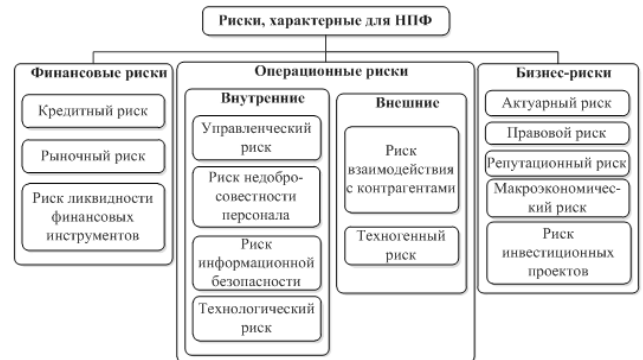 Риски, характерные для НПФ
Финансовые риски
Кредитный риск
Рыночный риск
Риск ликвидности
финансовых
инструментов
Операционные риски
Внутренние
Управленческий
риск
Риск недобро-
совестности
персонала
Риск
информационной
безопасности
Технологический
риск
Внешние
Риск
взаимодействия
с контрагентами
Техногенный
риск
Бизнес-риски
Актуарный риск
Правовой риск
Репутационный риск
Макроэкономичес-
кий риск
Риск
инвестиционных
проектов